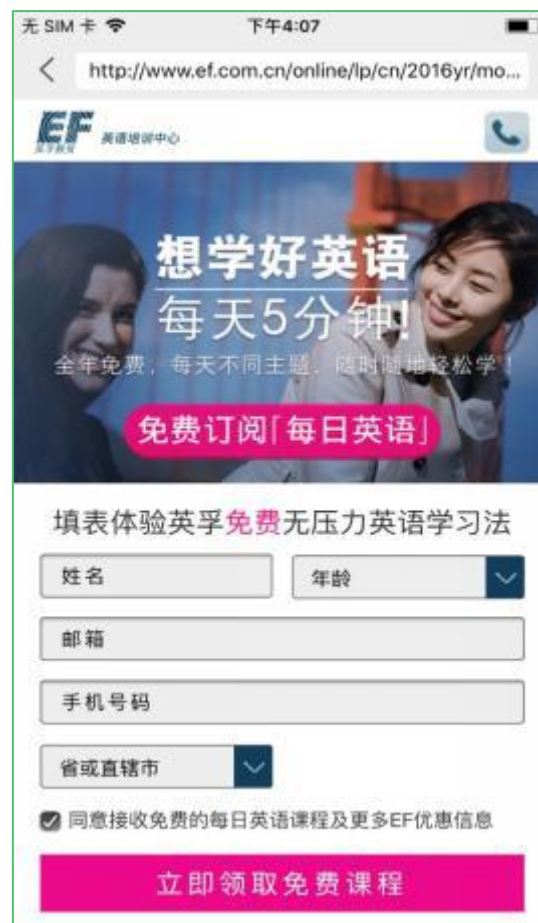 无 SIM 卡 下午4:07
http://www.ef.com.cn/online/lp/cn/2016yr/mo...
EF 英语培训中心
英孚教育
想学好英语
每天5分钟!
全年免费,每天不同主题,随时随地轻松学!
免费订阅「每日英语」
填表体验英孚免费无压力英语学习法
姓名 年龄
邮箱
手机号码
省或直辖市
同意接收免费的每日英语课程及更多EF优惠信息
立即领取免费课程